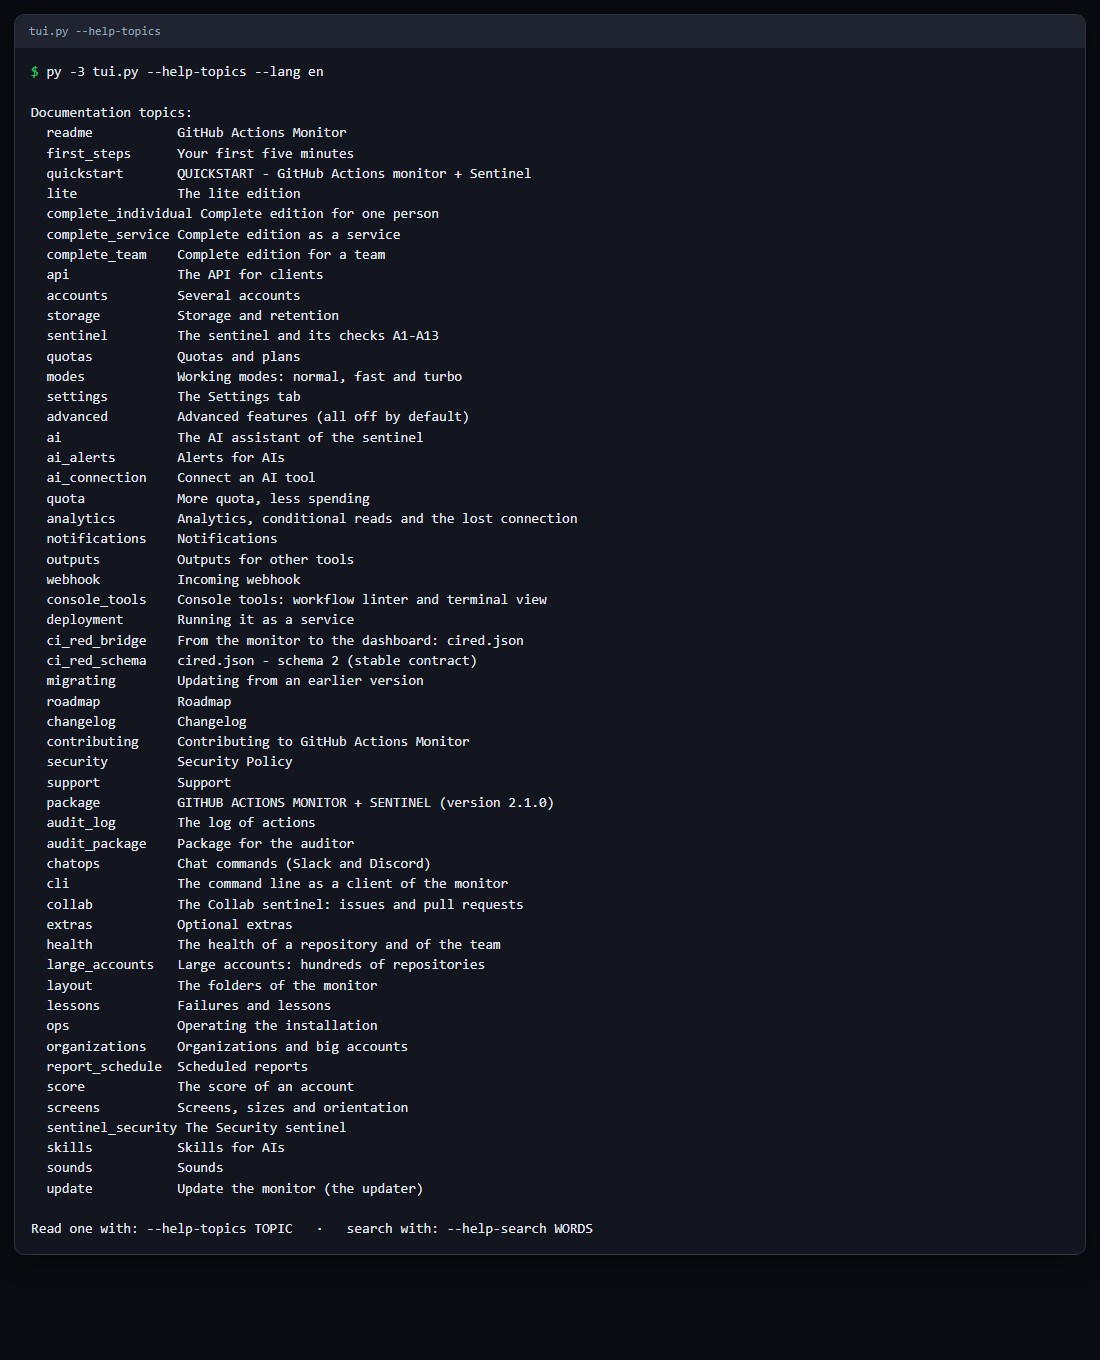 tui.py --help-topics
$ py -3 tui.py --help-topics --lang en
Documentation topics:
readme GitHub Actions Monitor
first_steps Your first five minutes
quickstart QUICKSTART - GitHub Actions monitor + Sentinel
lite The lite edition
complete_individual Complete edition for one person
complete_service Complete edition as a service
complete_team Complete edition for a team
api The API for clients
accounts Several accounts
storage Storage and retention
sentinel The sentinel and its checks A1-A13
quotas Quotas and plans
modes Working modes: normal, fast and turbo
settings The Settings tab
advanced Advanced features (all off by default)
ai The AI assistant of the sentinel
ai_alerts Alerts for AIs
ai_connection Connect an AI tool
quota More quota, less spending
analytics Analytics, conditional reads and the lost connection
notifications Notifications
outputs Outputs for other tools
webhook Incoming webhook
console_tools Console tools: workflow linter and terminal view
deployment Running it as a service
ci_red_bridge From the monitor to the dashboard: cired.json
ci_red_schema cired.json - schema 2 (stable contract)
migrating Updating from an earlier version
roadmap Roadmap
changelog Changelog
contributing Contributing to GitHub Actions Monitor
security Security Policy
support Support
package GITHUB ACTIONS MONITOR + SENTINEL (version 2.1.0)
audit_log The log of actions
audit_package Package for the auditor
chatops Chat commands (Slack and Discord)
cli The command line as a client of the monitor
collab The Collab sentinel: issues and pull requests
extras Optional extras
health The health of a repository and of the team
large_accounts Large accounts: hundreds of repositories
layout The folders of the monitor
lessons Failures and lessons
ops Operating the installation
organizations Organizations and big accounts
report_schedule Scheduled reports
score The score of an account
screens Screens, sizes and orientation
sentinel_security The Security sentinel
skills Skills for AIs
sounds Sounds
update Update the monitor (the updater)
Read one with: --help-topics TOPIC · search with: --help-search WORDS